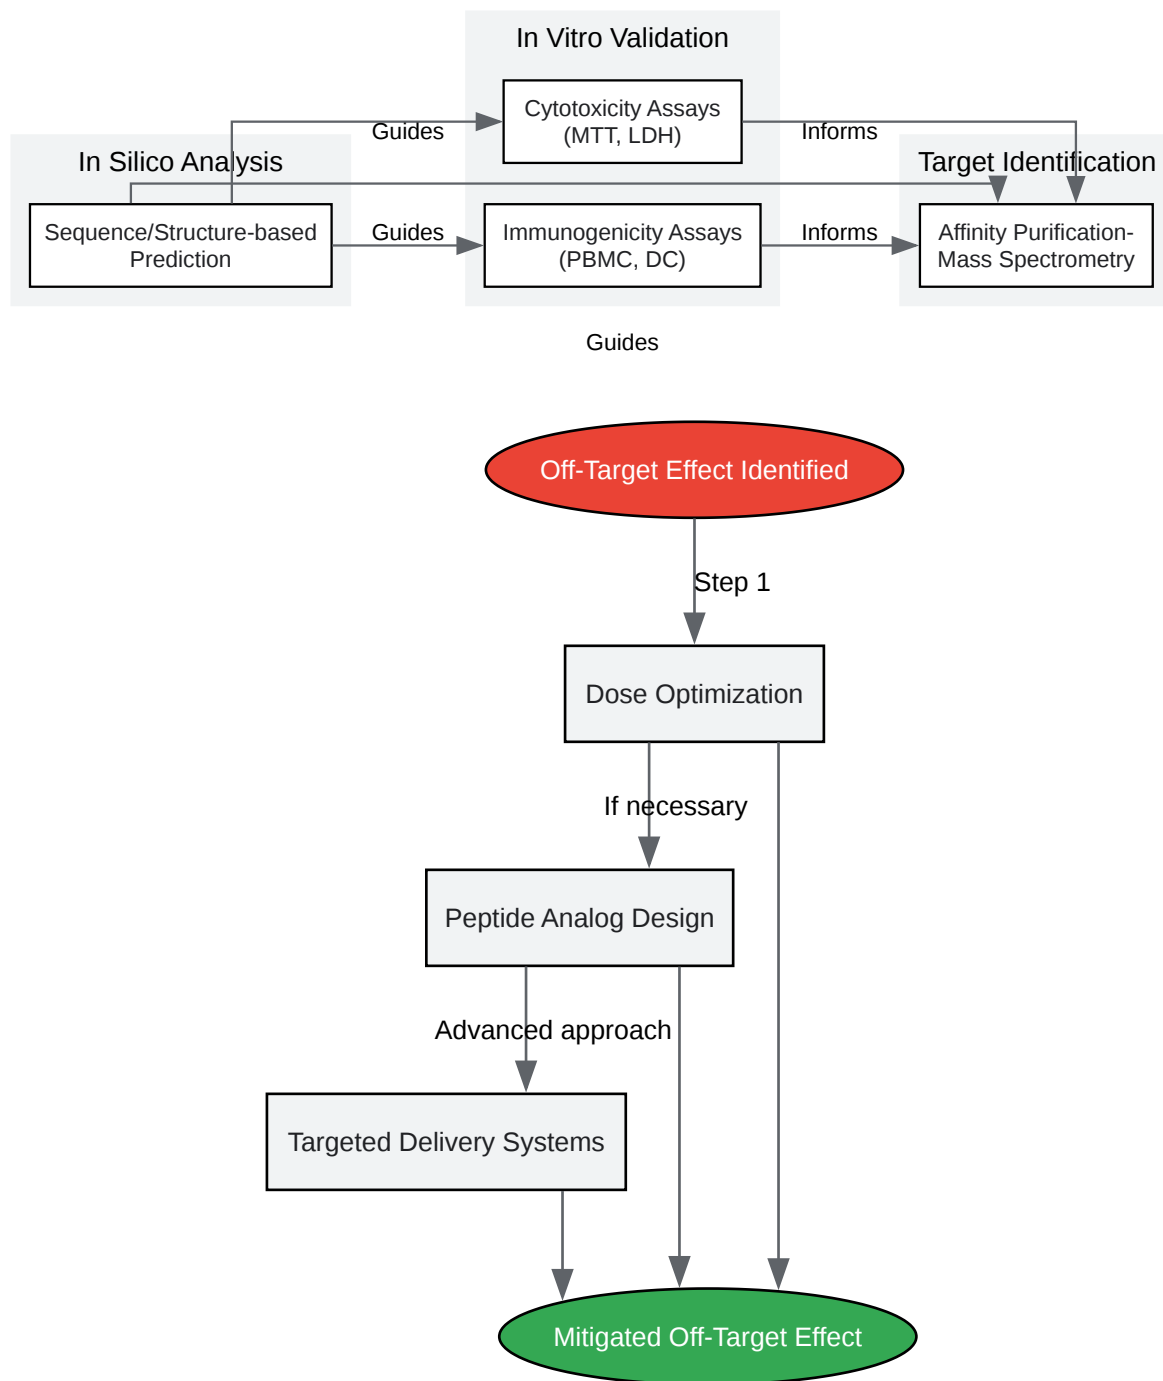 In Vitro Validation
Cytotoxicity Assays
(MTT, LDH)
Guides
Informs
In Silico Analysis
Target Identification
Sequence/Structure-based
Prediction
Guides
Immunogenicity Assays
(PBMC, DC)
Informs
Affinity Purification-
Mass Spectrometry
Guides
Off-Target Effect Identified
Step 1
Dose Optimization
If necessary
Peptide Analog Design
Advanced approach
Targeted Delivery Systems
Mitigated Off-Target Effect